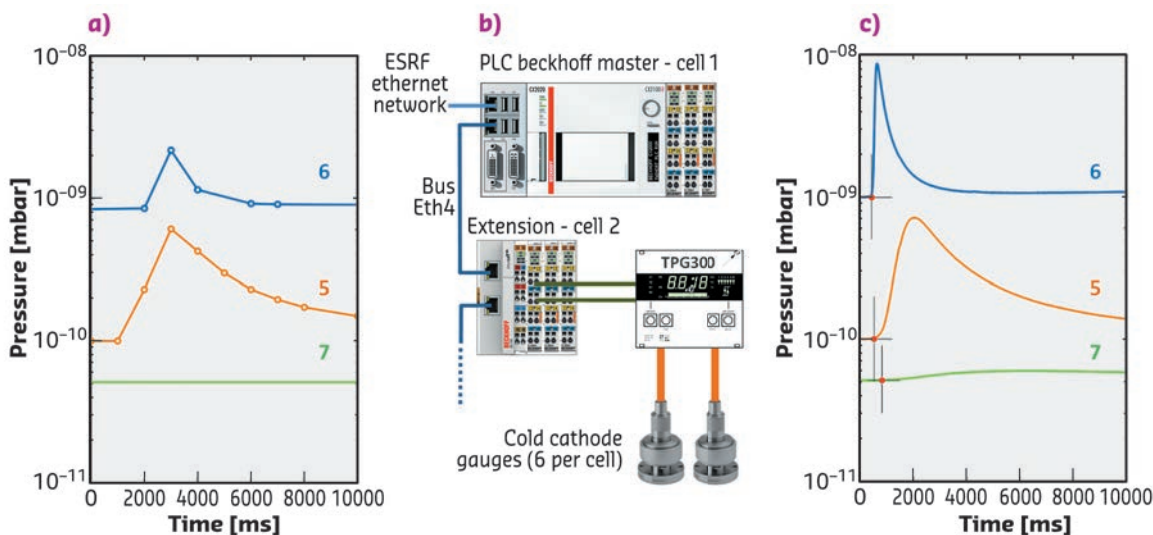 a)
10⁻⁰⁸
10⁻⁰⁹
10⁻¹⁰
10⁻¹¹
Pressure [mbar]
6
5
7
0 2000 4000 6000 8000 10000
Time [ms]
b)
ESRF
ethernet
network
PLC beckhoff master - cell 1
Bus
Eth4
Extension - cell 2
BECKHOFF
TPG300
Cold cathode
gauges (6 per cell)
c)
10⁻⁰⁸
10⁻⁰⁹
10⁻¹⁰
10⁻¹¹
Pressure [mbar]
6
5
7
0 2000 4000 6000 8000 10000
Time [ms]